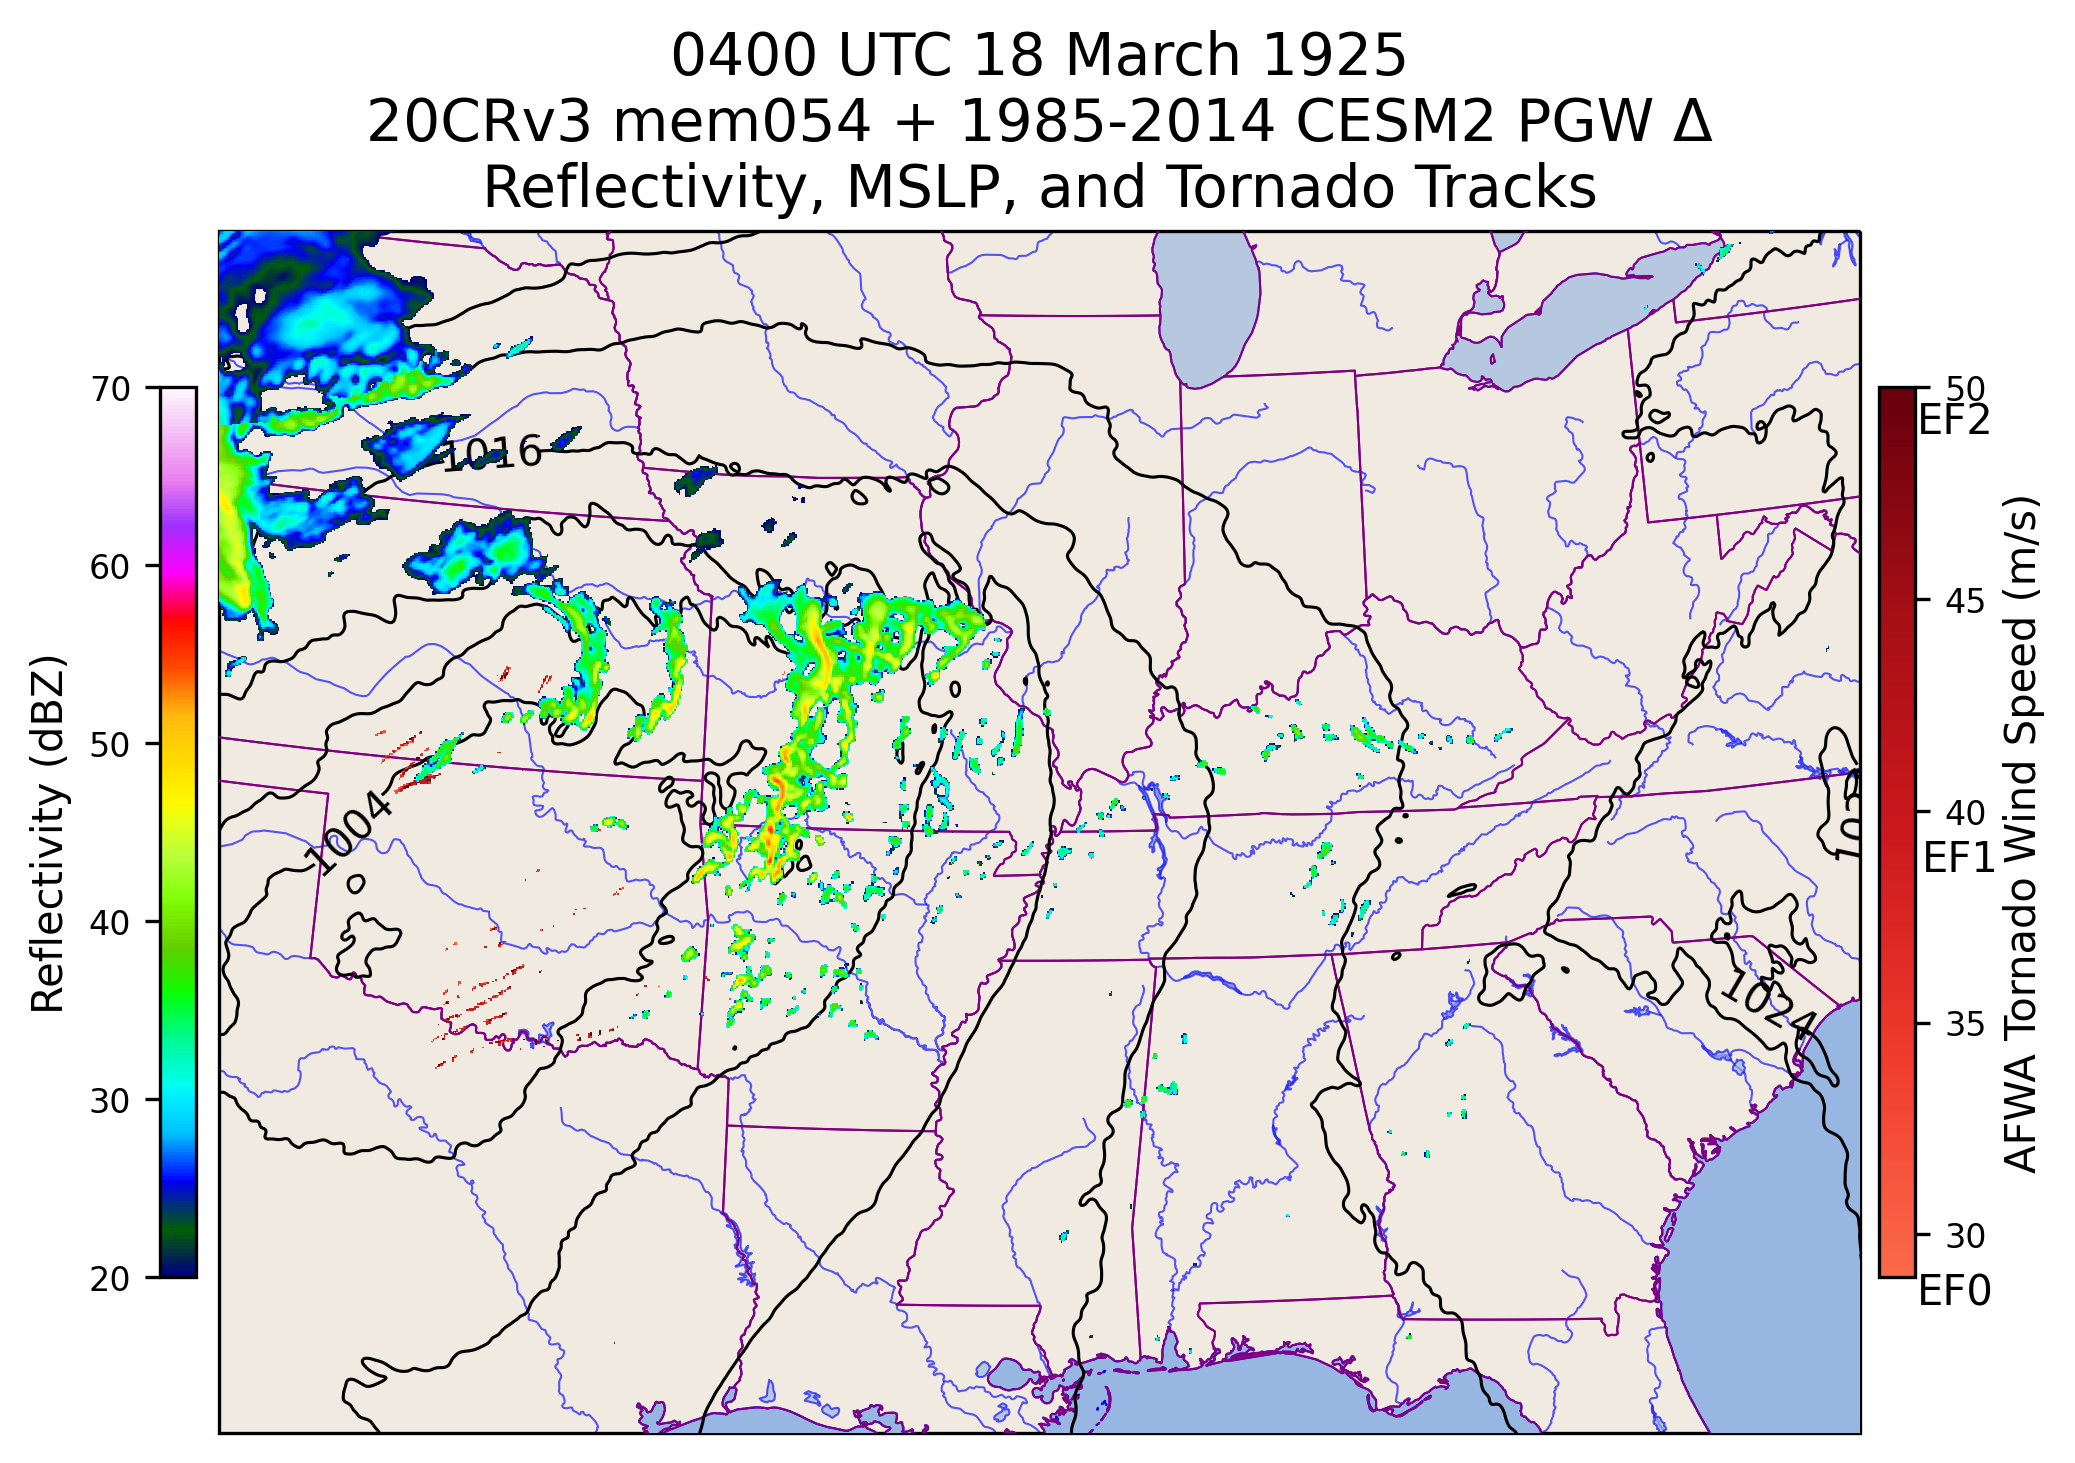 0400 UTC 18 March 1925
20CRv3 mem054 + 1985-2014 CESM2 PGW Δ
Reflectivity, MSLP, and Tornado Tracks
70
60
50
40
30
20
Reflectivity (dBZ)
1016
1004
1024
50
EF2
45
40
EF1
35
30
EF0
AFWA Tornado Wind Speed (m/s)